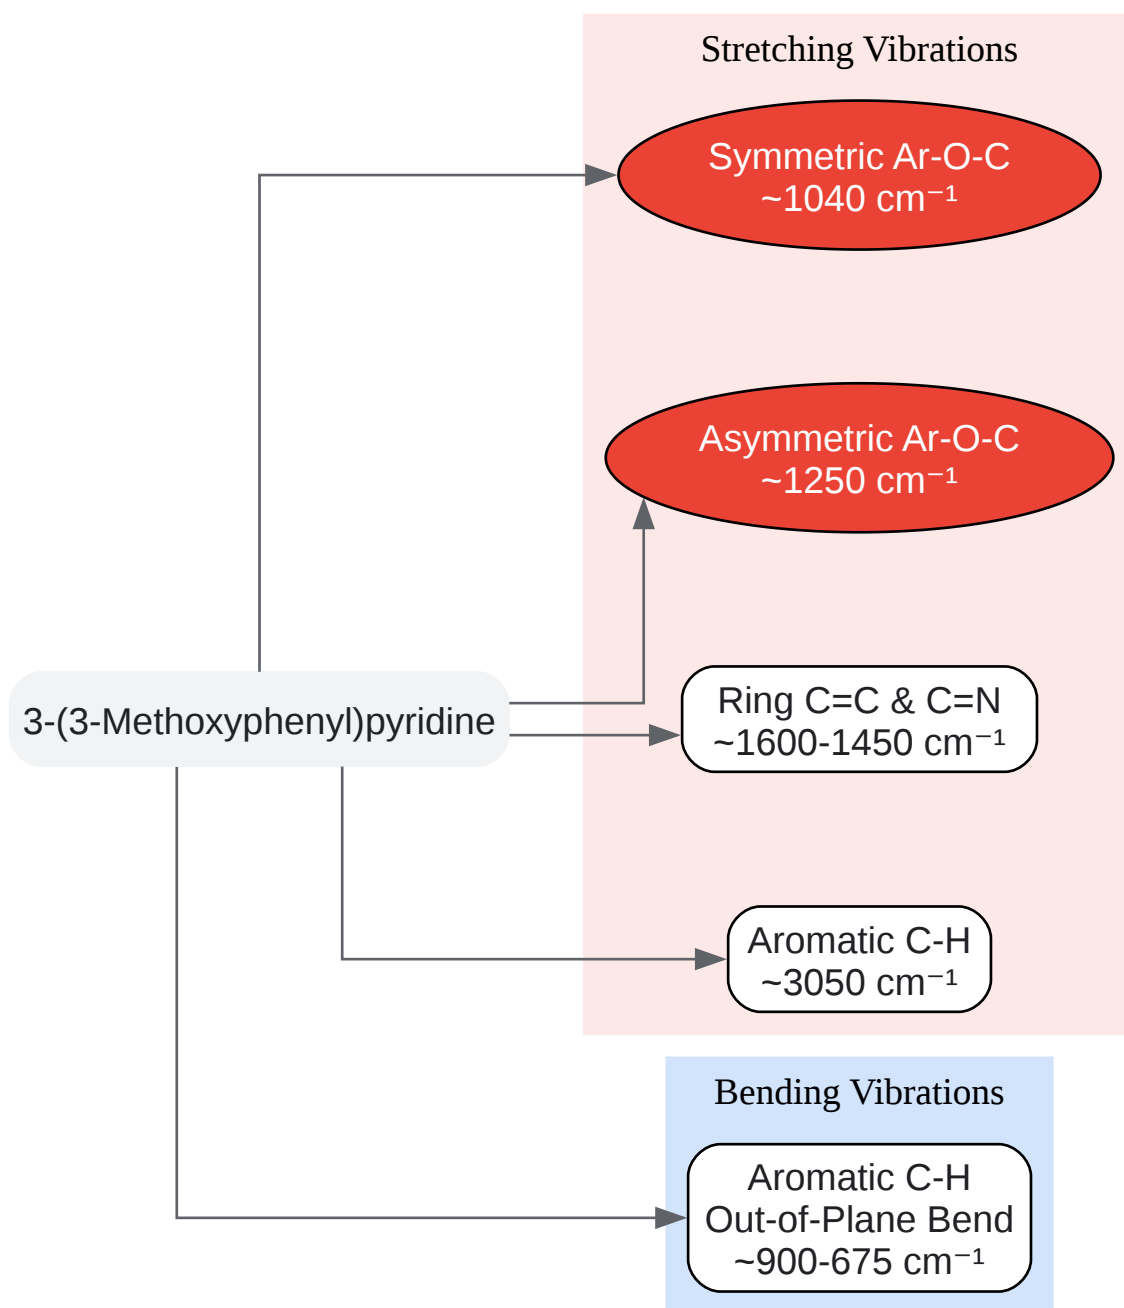 Stretching Vibrations
Symmetric Ar-O-C
~1040 cm⁻¹
Asymmetric Ar-O-C
~1250 cm⁻¹
3-(3-Methoxyphenyl)pyridine
Ring C=C & C=N
~1600-1450 cm⁻¹
Aromatic C-H
~3050 cm⁻¹
Bending Vibrations
Aromatic C-H
Out-of-Plane Bend
~900-675 cm⁻¹